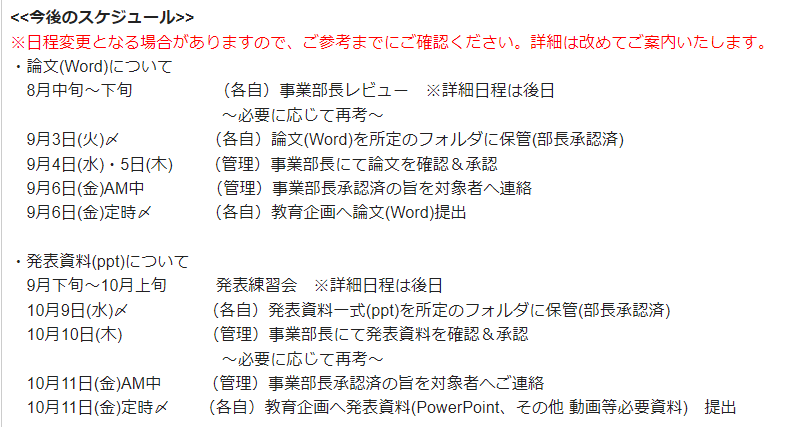 <<今後のスケジュール>>
※日程変更となる場合がありますので、ご参考までにご確認ください。詳細は改めてご案内いたします。
・論文(Word)について
8月中旬～下旬 （各自）事業部長レビュー ※詳細日程は後日
～必要に応じて再考～
9月3日(火)〆 （各自）論文(Word)を所定のフォルダに保管(部長承認済)
9月4日(水)・5日(木) （管理）事業部長にて論文を確認＆承認
9月6日(金)AM中 （管理）事業部長承認済の旨を対象者へ連絡
9月6日(金)定時〆 （各自）教育企画へ論文(Word)提出
・発表資料(ppt)について
9月下旬～10月上旬 発表練習会 ※詳細日程は後日
10月9日(水)〆 （各自）発表資料一式(ppt)を所定のフォルダに保管(部長承認済)
10月10日(木) （管理）事業部長にて発表資料を確認＆承認
～必要に応じて再考～
10月11日(金)AM中 （管理）事業部長承認済の旨を対象者へご連絡
10月11日(金)定時〆 （各自）教育企画へ発表資料(PowerPoint、その他 動画等必要資料) 提出